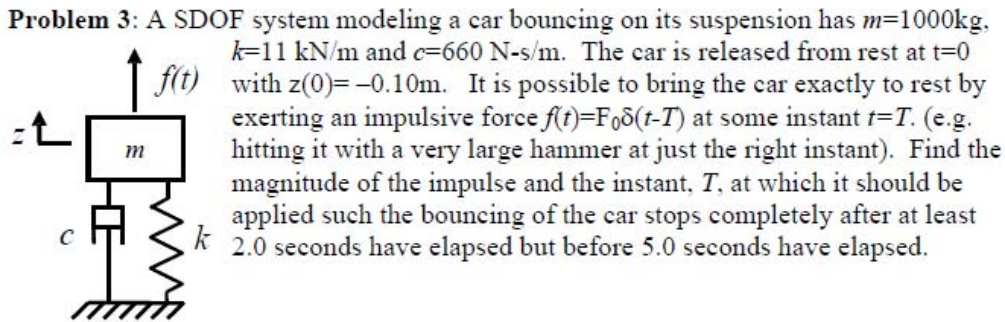 Problem 3: A SDOF system modeling a car bouncing on its suspension has m=1000kg,
k=11 kN/m and c=660 N-s/m. The car is released from rest at t=0
with z(0)= −0.10m. It is possible to bring the car exactly to rest by
exerting an impulsive force f(t)=F₀δ(t-T) at some instant t=T. (e.g.
hitting it with a very large hammer at just the right instant). Find the
magnitude of the impulse and the instant, T, at which it should be
applied such the bouncing of the car stops completely after at least
2.0 seconds have elapsed but before 5.0 seconds have elapsed.
f(t)
z
m
c
k